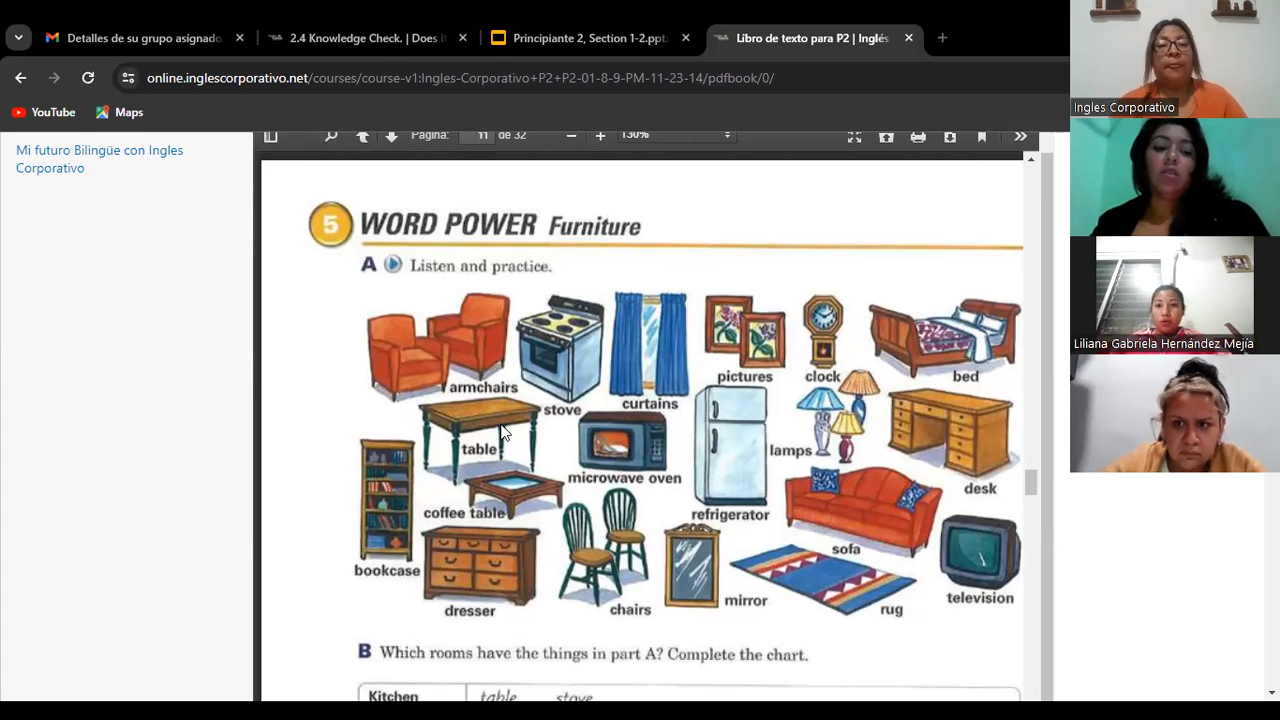 Detalles de su grupo asignado
2.4 Knowledge Check. | Does i
Principiante 2, Section 1-2.ppt
Libro de texto para P2 | Inglés
online.inglescorporativo.net/courses/course-v1:Ingles-Corporativo+P2+P2-01-8-9-PM-11-23-14/pdfbook/0/
YouTube
Maps
Ingles Corporativo
Mi futuro Bilingüe con Ingles
Corporativo
Página:
11
de 32
130%
5 WORD POWER Furniture
A Listen and practice.
armchairs
stove
curtains
pictures
clock
bed
table
microwave oven
lamps
desk
coffee table
refrigerator
sofa
bookcase
dresser
chairs
mirror
rug
television
B Which rooms have the things in part A? Complete the chart.
Kitchen table stove
Liliana Gabriela Hernández Mejía